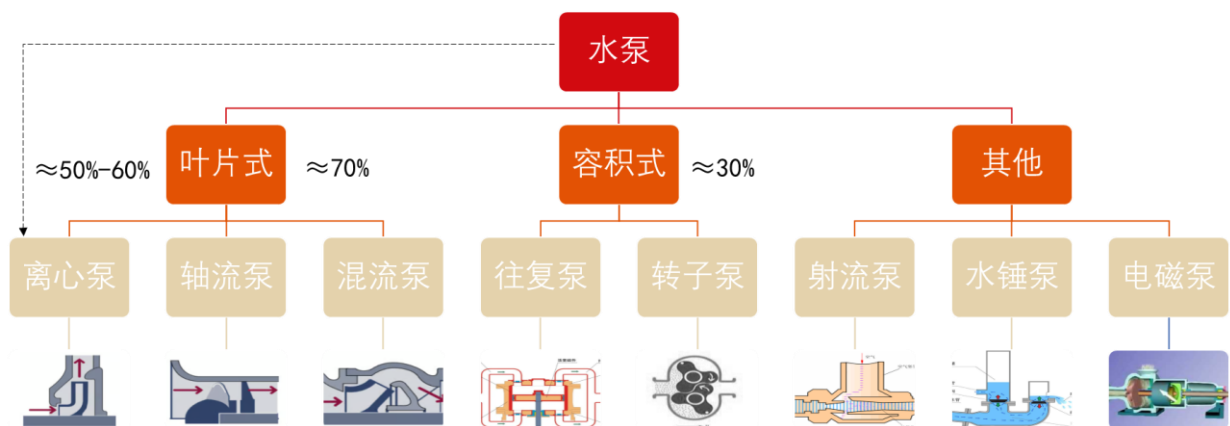 水泵
≈50%-60%
叶片式
≈70%
容积式
≈30%
其他
离心泵
轴流泵
混流泵
往复泵
转子泵
射流泵
水锤泵
电磁泵